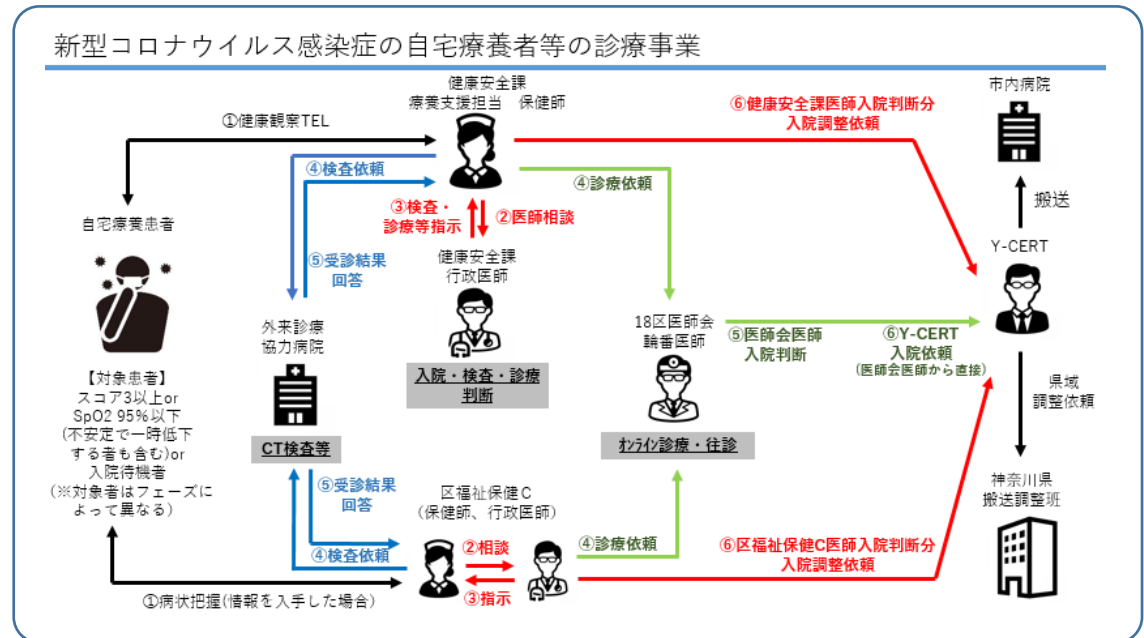 新型コロナウイルス感染症の自宅療養者等の診療事業
健康安全課
療養支援担当 保健師
①健康観察TEL
⑥健康安全課医師入院判断分
入院調整依頼
市内病院
④検査依頼
④診療依頼
③検査・
診療等指示
②医師相談
搬送
自宅療養患者
⑤受診結果
回答
健康安全課
行政医師
Y-CERT
外来診療
協力病院
18区医師会
輪番医師
⑤医師会医師
入院判断
⑥Y-CERT
入院依頼
(医師会医師から直接)
入院・検査・診療
判断
県域
調整依頼
【対象患者】
スコア3以上or
SpO2 95%以下
(不安定で一時低下
する者も含む)or
入院待機者
(※対象者はフェーズに
よって異なる)
CT検査等
オンライン診療・往診
⑤受診結果
回答
区福祉保健C
(保健師、行政医師)
神奈川県
搬送調整班
④検査依頼
②相談
③指示
④診療依頼
⑥区福祉保健C医師入院判断分
入院調整依頼
①病状把握(情報を入手した場合)